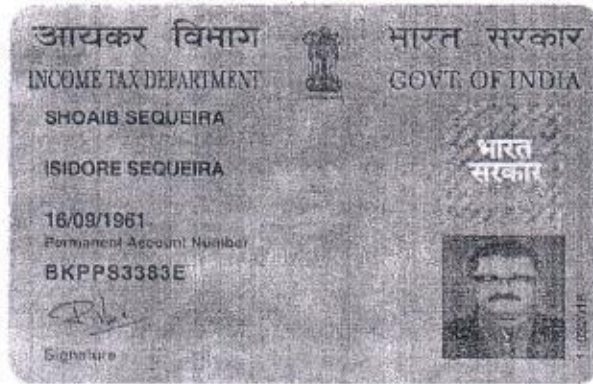 आयकर विभाग
भारत सरकार
INCOME TAX DEPARTMENT
GOVT. OF INDIA
SHOAIB SEQUEIRA
ISIDORE SEQUEIRA
16/09/1961
Permanent Account Number
BKPPS3383E
Signature
भारत
सरकार